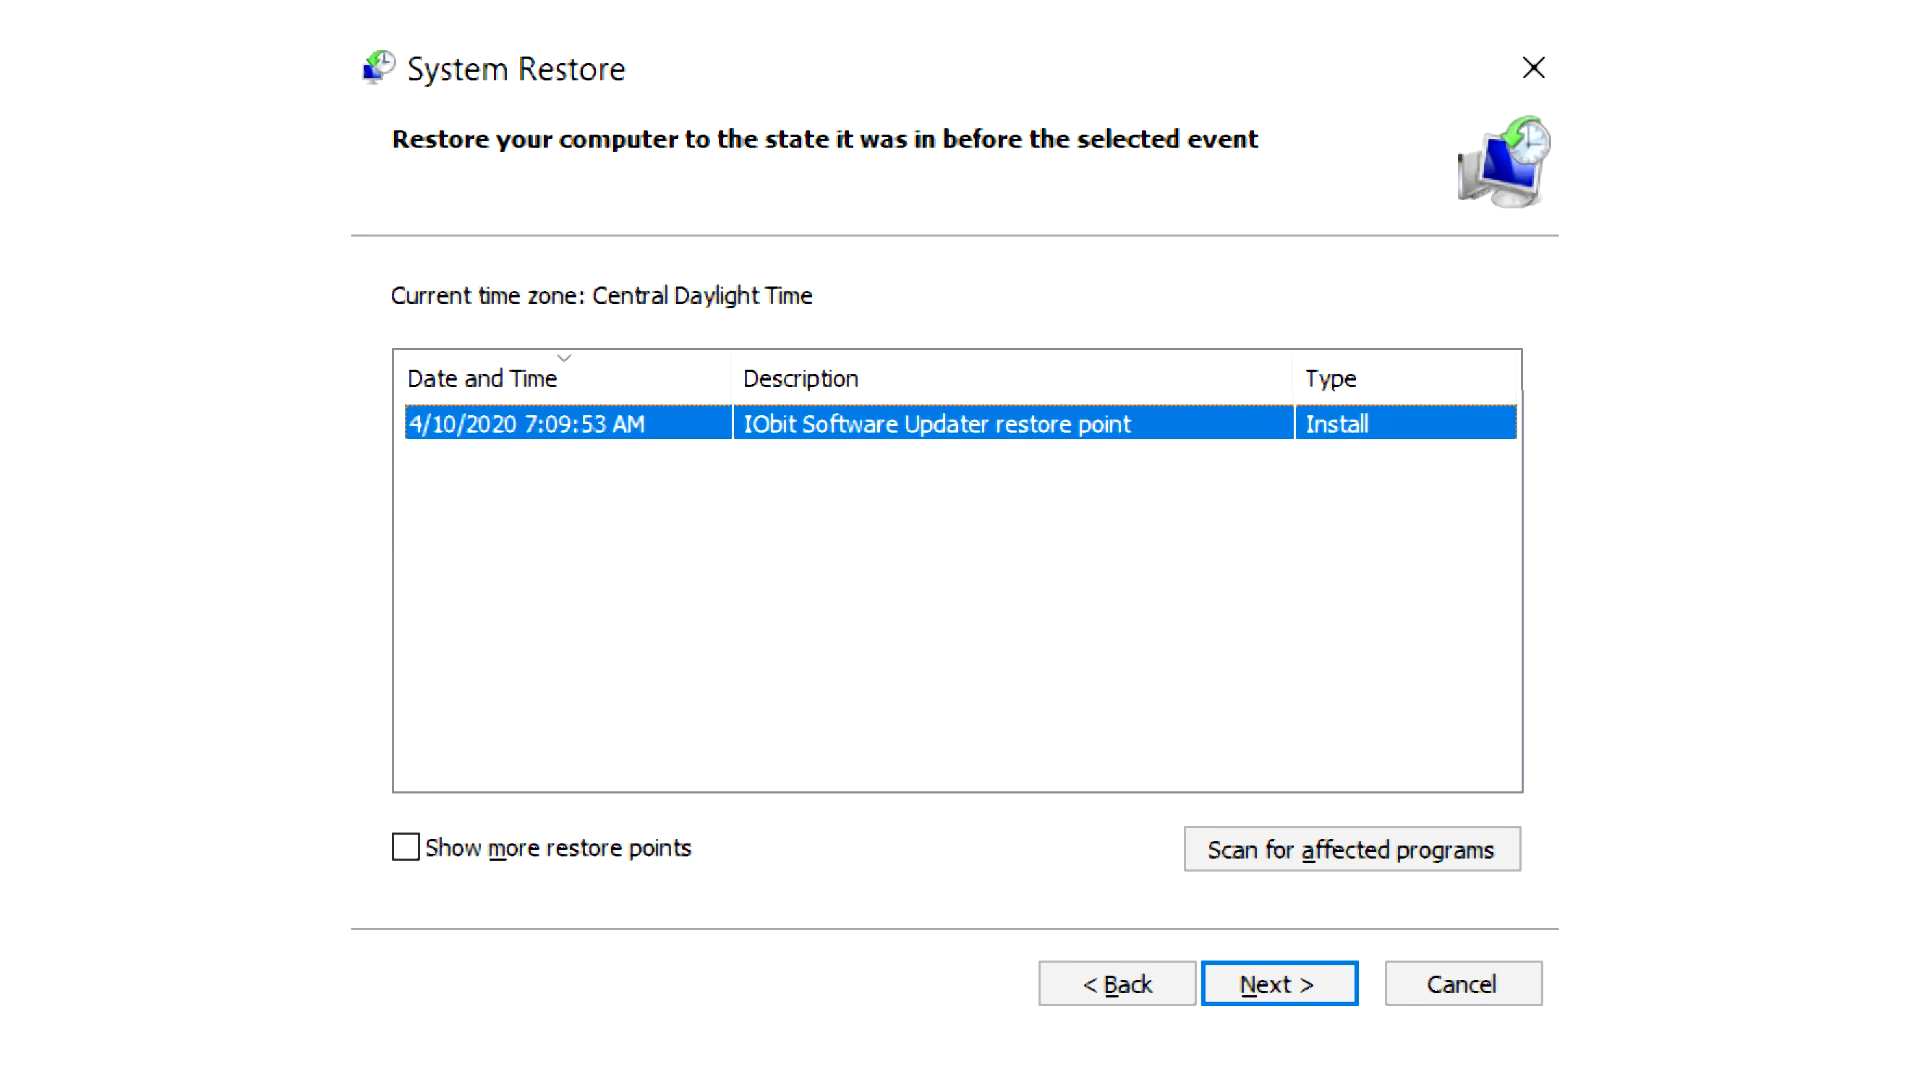 System Restore
Restore your computer to the state it was in before the selected event
Current time zone: Central Daylight Time
Date and Time Description Type
4/10/2020 7:09:53 AM IObit Software Updater restore point Install
Show more restore points Scan for affected programs
< Back Next > Cancel